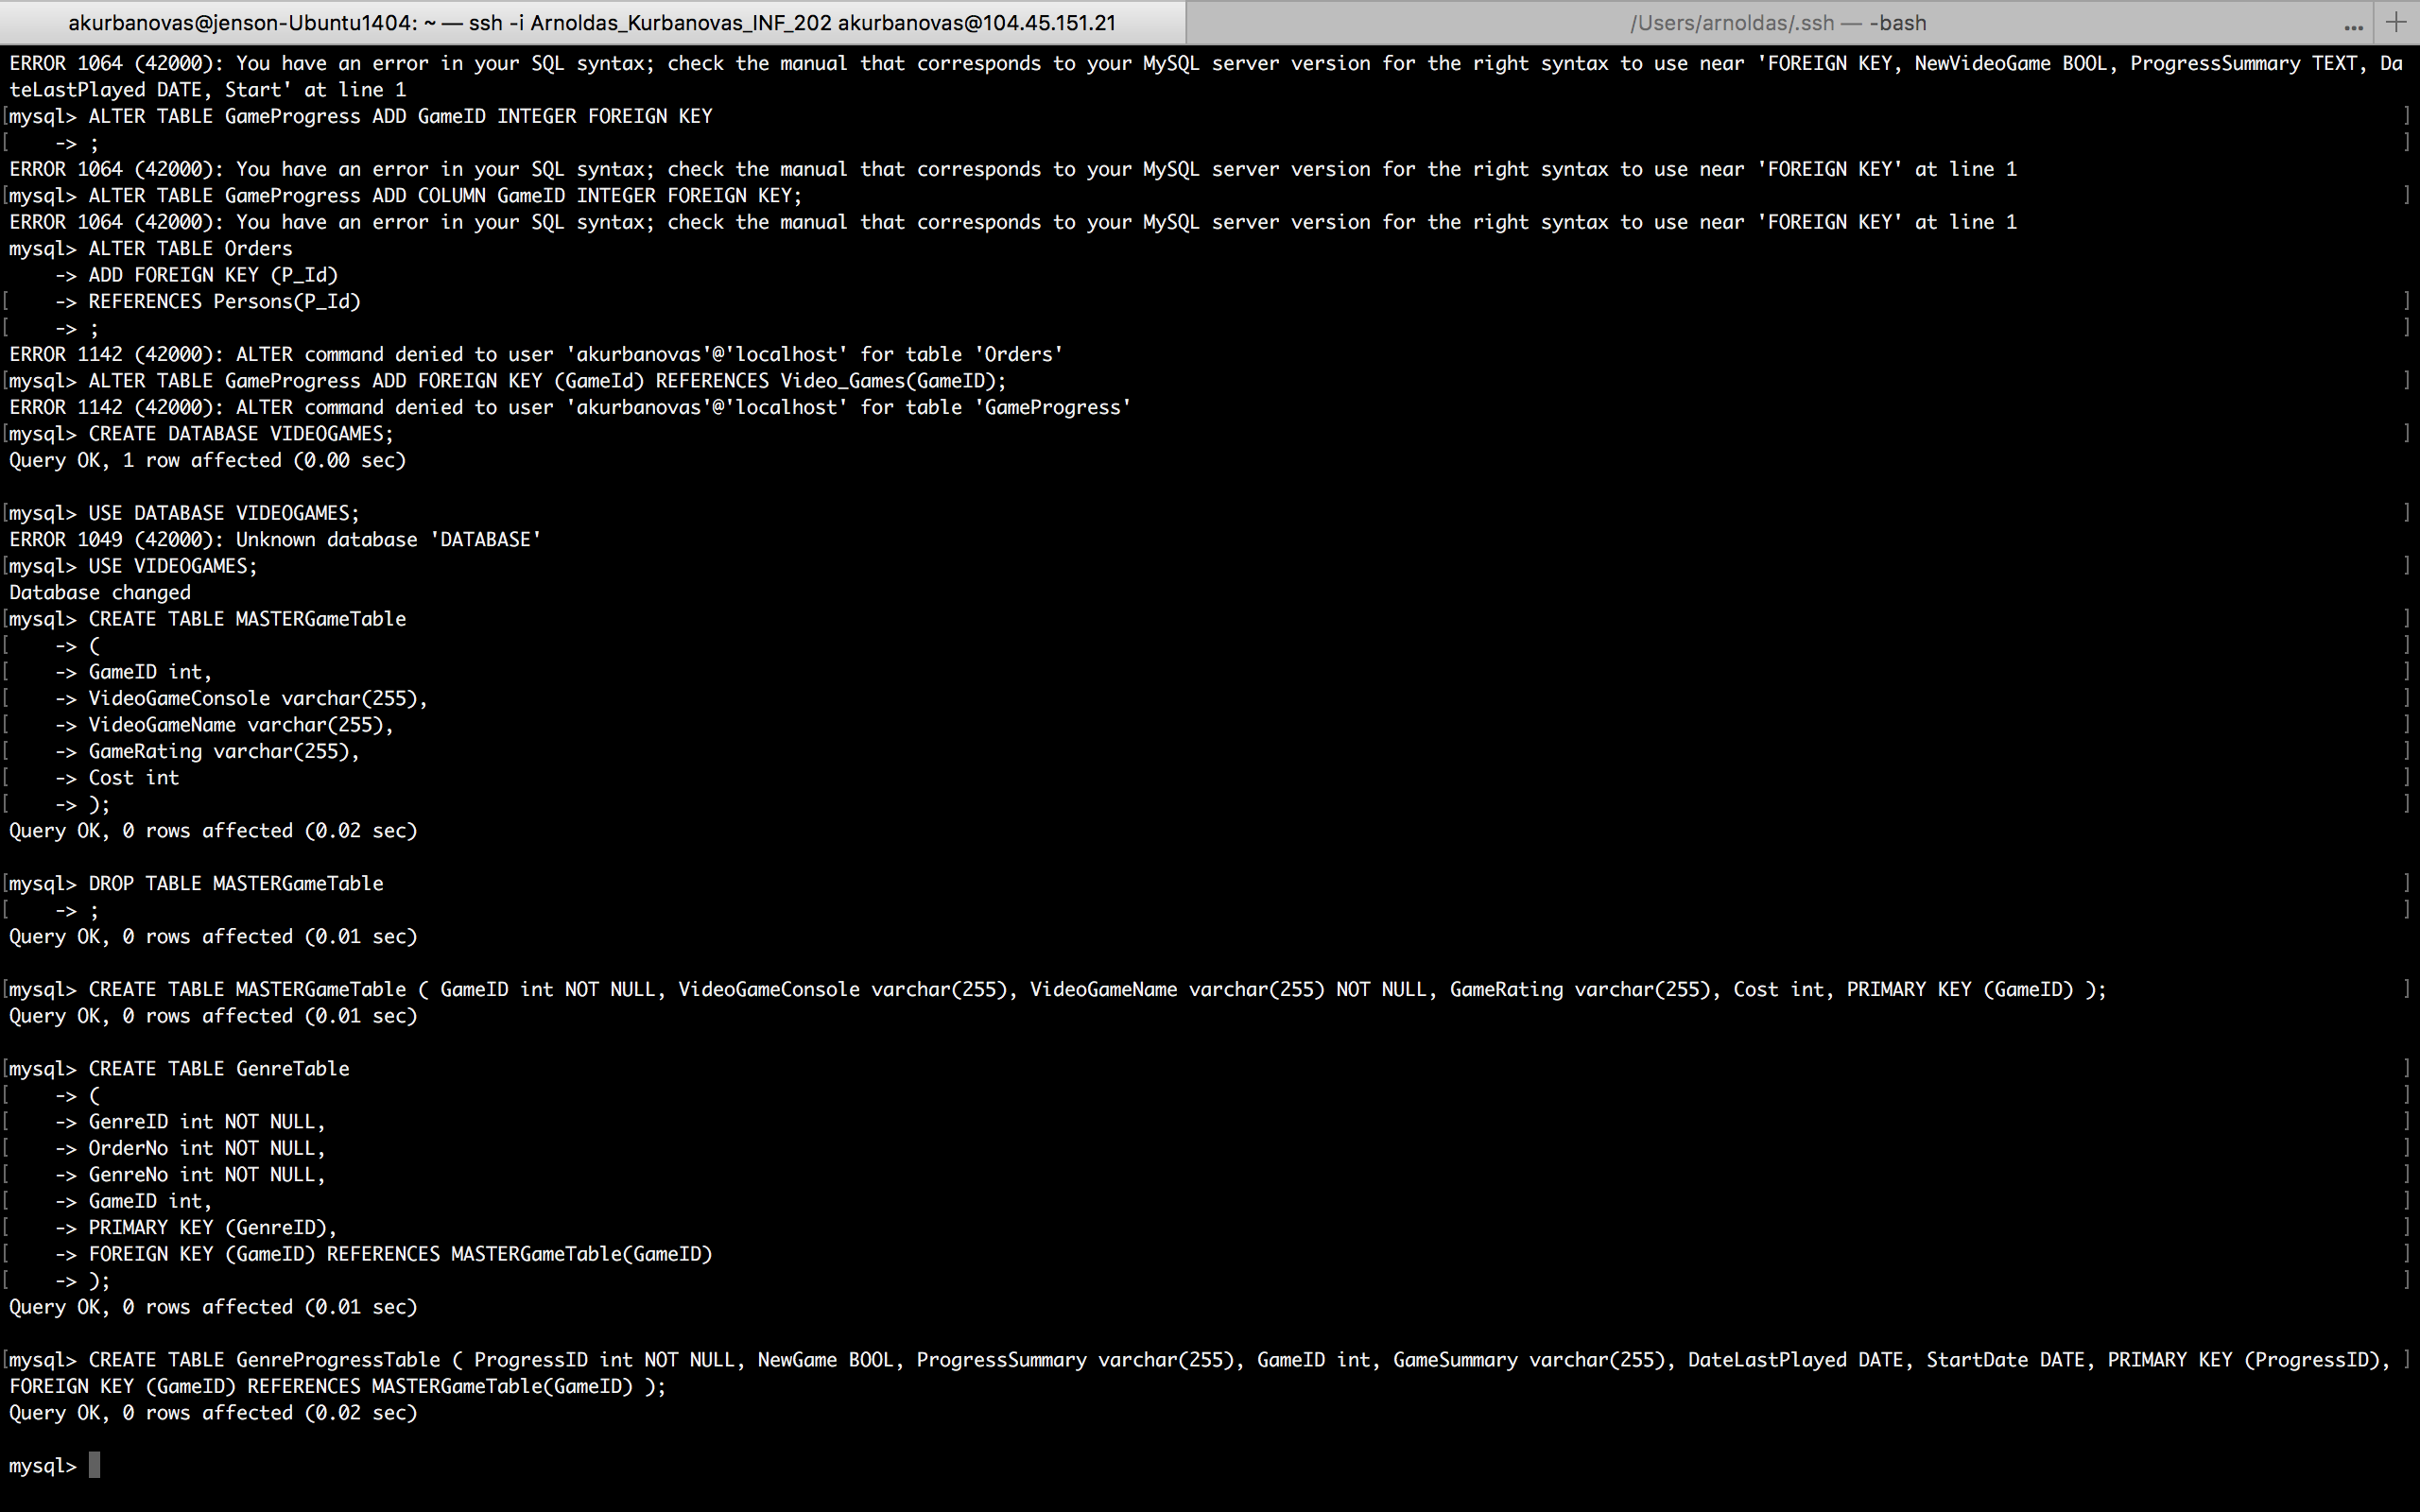 akurbanovas@jenson-Ubuntu1404: ~ — ssh -i Arnoldas_Kurbanovas_INF_202 akurbanovas@104.45.151.21
/Users/arnoldas/.ssh — -bash
... +
ERROR 1064 (42000): You have an error in your SQL syntax; check the manual that corresponds to your MySQL server version for the right syntax to use near 'FOREIGN KEY, NewVideoGame BOOL, ProgressSummary TEXT, Da
teLastPlayed DATE, Start' at line 1
[mysql> ALTER TABLE GameProgress ADD GameID INTEGER FOREIGN KEY ]
[    -> ; ]
ERROR 1064 (42000): You have an error in your SQL syntax; check the manual that corresponds to your MySQL server version for the right syntax to use near 'FOREIGN KEY' at line 1
[mysql> ALTER TABLE GameProgress ADD COLUMN GameID INTEGER FOREIGN KEY; ]
ERROR 1064 (42000): You have an error in your SQL syntax; check the manual that corresponds to your MySQL server version for the right syntax to use near 'FOREIGN KEY' at line 1
mysql> ALTER TABLE Orders
    -> ADD FOREIGN KEY (P_Id)
[    -> REFERENCES Persons(P_Id) ]
[    -> ; ]
ERROR 1142 (42000): ALTER command denied to user 'akurbanovas'@'localhost' for table 'Orders'
[mysql> ALTER TABLE GameProgress ADD FOREIGN KEY (GameId) REFERENCES Video_Games(GameID); ]
ERROR 1142 (42000): ALTER command denied to user 'akurbanovas'@'localhost' for table 'GameProgress'
[mysql> CREATE DATABASE VIDEOGAMES; ]
Query OK, 1 row affected (0.00 sec)
[mysql> USE DATABASE VIDEOGAMES; ]
ERROR 1049 (42000): Unknown database 'DATABASE'
[mysql> USE VIDEOGAMES; ]
Database changed
[mysql> CREATE TABLE MASTERGameTable ]
[    -> ( ]
[    -> GameID int, ]
[    -> VideoGameConsole varchar(255), ]
[    -> VideoGameName varchar(255), ]
[    -> GameRating varchar(255), ]
[    -> Cost int ]
[    -> ); ]
Query OK, 0 rows affected (0.02 sec)
[mysql> DROP TABLE MASTERGameTable ]
[    -> ; ]
Query OK, 0 rows affected (0.01 sec)
[mysql> CREATE TABLE MASTERGameTable ( GameID int NOT NULL, VideoGameConsole varchar(255), VideoGameName varchar(255) NOT NULL, GameRating varchar(255), Cost int, PRIMARY KEY (GameID) ); ]
Query OK, 0 rows affected (0.01 sec)
[mysql> CREATE TABLE GenreTable ]
[    -> ( ]
[    -> GenreID int NOT NULL, ]
[    -> OrderNo int NOT NULL, ]
[    -> GenreNo int NOT NULL, ]
[    -> GameID int, ]
[    -> PRIMARY KEY (GenreID), ]
[    -> FOREIGN KEY (GameID) REFERENCES MASTERGameTable(GameID) ]
[    -> ); ]
Query OK, 0 rows affected (0.01 sec)
[mysql> CREATE TABLE GenreProgressTable ( ProgressID int NOT NULL, NewGame BOOL, ProgressSummary varchar(255), GameID int, GameSummary varchar(255), DateLastPlayed DATE, StartDate DATE, PRIMARY KEY (ProgressID), ]
FOREIGN KEY (GameID) REFERENCES MASTERGameTable(GameID) );
Query OK, 0 rows affected (0.02 sec)
mysql>